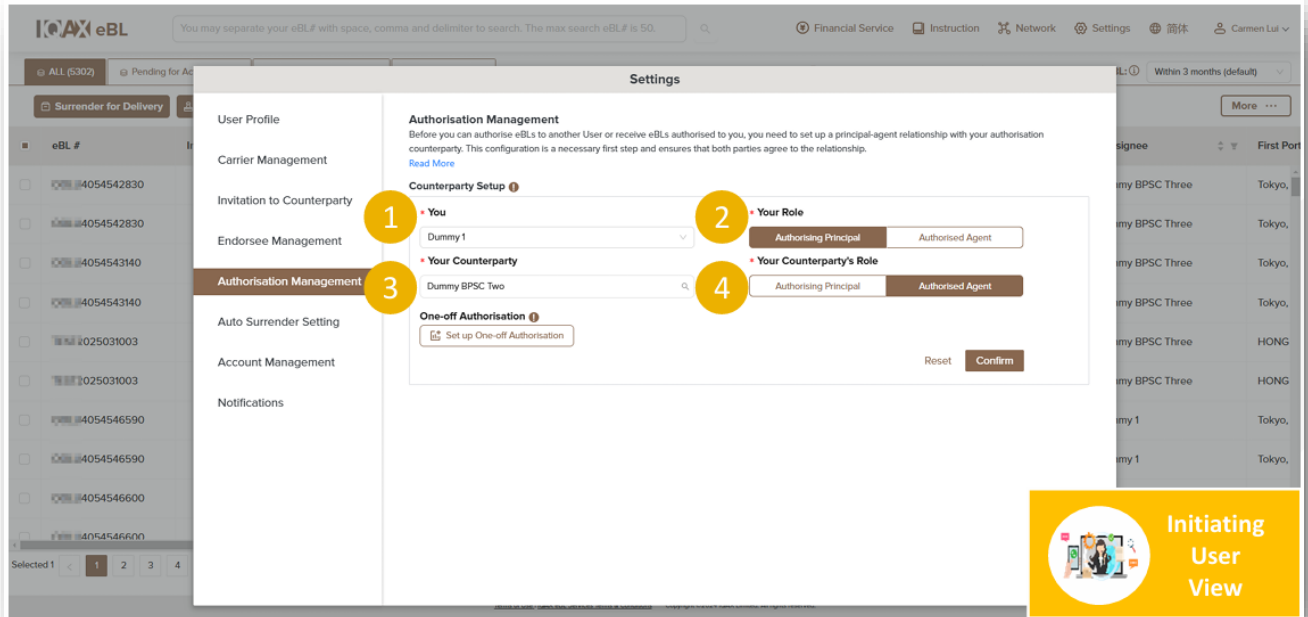 IQAX eBL
You may separate your eBL# with space, comma and delimiter to search. The max search eBL# is 50.
Financial Service
Instruction
Network
Settings
简体
Carmen Lui
ALL (5302)
Pending for Ac
Within 3 months (default)
Surrender for Delivery
More ...
eBL #
signee
First Port
Settings
User Profile
Carrier Management
Invitation to Counterparty
Endorsee Management
Authorisation Management
Auto Surrender Setting
Account Management
Notifications
Authorisation Management
Before you can authorise eBLs to another User or receive eBLs authorised to you, you need to set up a principal-agent relationship with your authorisation
counterparty. This configuration is a necessary first step and ensures that both parties agree to the relationship.
Read More
Counterparty Setup
1
* You
Dummy 1
2
* Your Role
Authorising Principal
Authorised Agent
3
* Your Counterparty
Dummy BPSC Two
4
* Your Counterparty's Role
Authorising Principal
Authorised Agent
One-off Authorisation
Set up One-off Authorisation
Reset
Confirm
4054542830
my BPSC Three
Tokyo,
4054542830
my BPSC Three
Tokyo,
4054543140
my BPSC Three
Tokyo,
4054543140
my BPSC Three
Tokyo,
2025031003
my BPSC Three
HONG
2025031003
my BPSC Three
HONG
4054546590
my 1
Tokyo,
4054546590
my 1
Tokyo,
4054546600
4054546600
Selected 1
<
1
2
3
4
Initiating
User
View